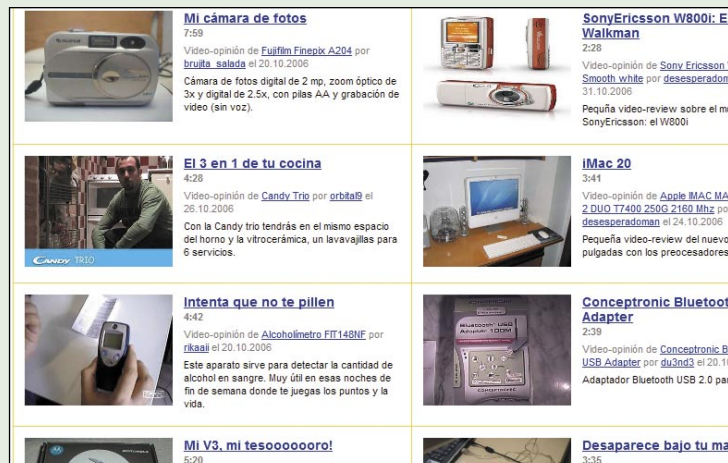 Mi cámara de fotos
7:59
Video-opinión de Fujifilm Finepix A204 por
brujita_salada el 20.10.2006
Cámara de fotos digital de 2 mp, zoom óptico de
3x y digital de 2.5x, con pilas AA y grabación de
video (sin voz).
SonyEricsson W800i: E
Walkman
2:28
Video-opinión de Sony Ericsson
Smooth white por desesperadom
31.10.2006
Pequña video-review sobre el m
SonyEricsson: el W800i
El 3 en 1 de tu cocina
4:28
Video-opinión de Candy Trio por orbital9 el
26.10.2006
Con la Candy trio tendrás en el mismo espacio
del horno y la vitrocerámica, un lavavajillas para
6 servicios.
CANDY TRIO
iMac 20
3:41
Video-opinión de Apple IMAC MA
2 DUO T7400 250G 2160 Mhz po
desesperadoman el 24.10.2006
Pequeña video-review del nuevo
pulgadas con los preocesadores
Intenta que no te pillen
4:42
Video-opinión de Alcoholímetro FIT148NF por
rikaaii el 20.10.2006
Este aparato sirve para detectar la cantidad de
alcohol en sangre. Muy útil en esas noches de
fin de semana donde te juegas los puntos y la
vida.
Bluetooth USB
Adapter 100M
CONCEPTRONIC
Conceptronic Bluetoot
Adapter
2:39
Video-opinión de Conceptronic B
USB Adapter por du3nd3 el 20.10
Adaptador Bluetooth USB 2.0 par
MOTOROLA
Mi V3, mi tesooooooro!
5:20
Desaparece bajo tu ma
3:35